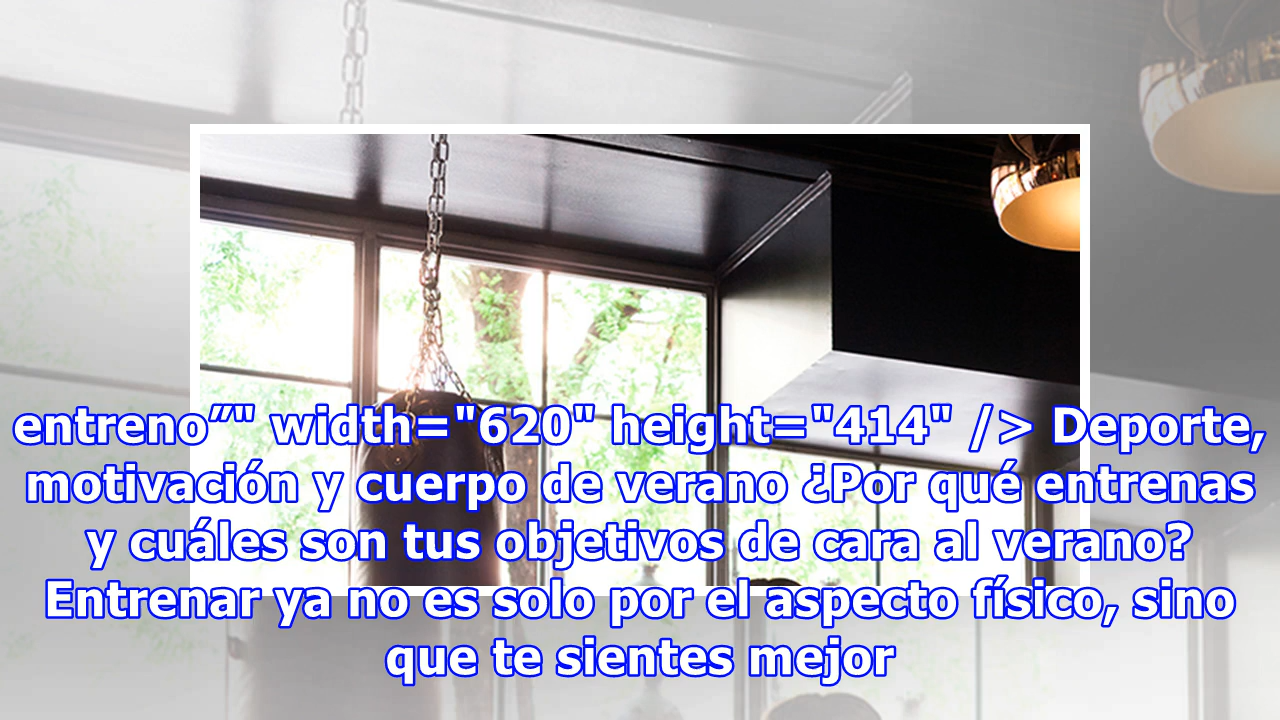 entreno”" width="620" height="414" /> Deporte,
motivación y cuerpo de verano ¿Por qué entrenas
y cuáles son tus objetivos de cara al verano?
Entrenar ya no es solo por el aspecto físico, sino
que te sientes mejor